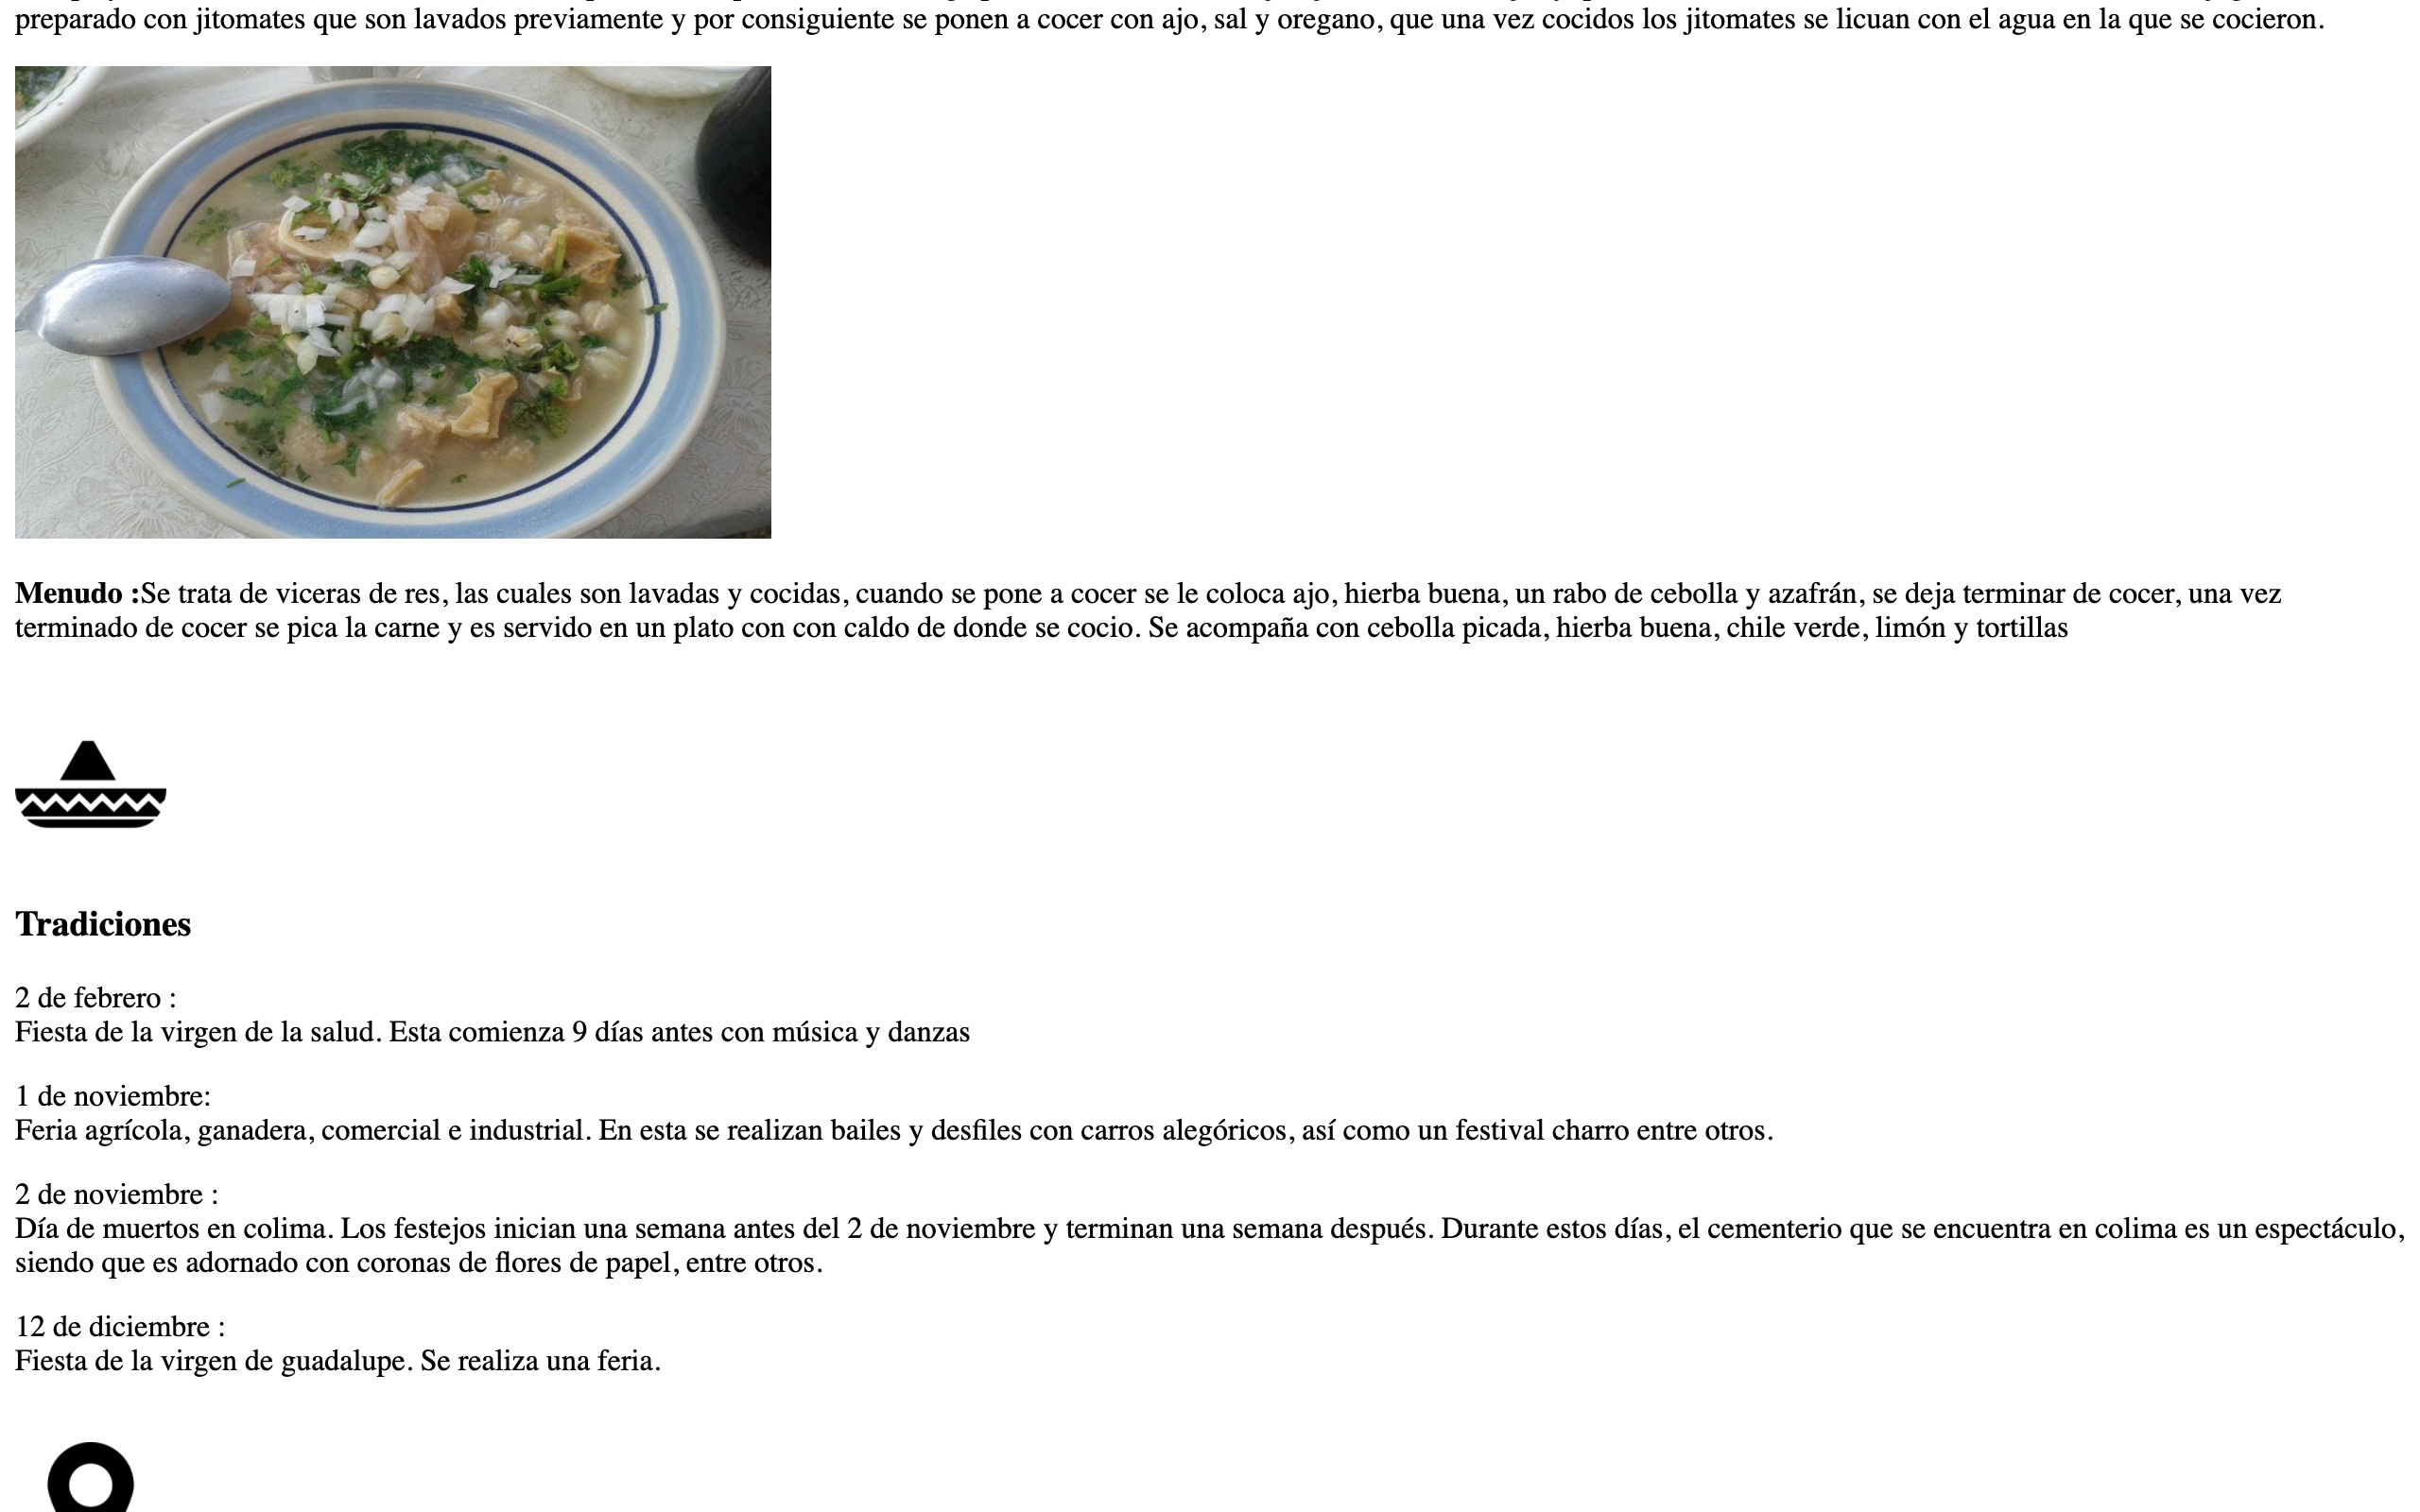 preparado con jitomates que son lavados previamente y por consiguiente se ponen a cocer con ajo, sal y oregano, que una vez cocidos los jitomates se licuan con el agua en la que se cocieron.
Menudo :Se trata de viceras de res, las cuales son lavadas y cocidas, cuando se pone a cocer se le coloca ajo, hierba buena, un rabo de cebolla y azafrán, se deja terminar de cocer, una vez
terminado de cocer se pica la carne y es servido en un plato con con caldo de donde se cocio. Se acompaña con cebolla picada, hierba buena, chile verde, limón y tortillas
Tradiciones
2 de febrero :
Fiesta de la virgen de la salud. Esta comienza 9 días antes con música y danzas
1 de noviembre:
Feria agrícola, ganadera, comercial e industrial. En esta se realizan bailes y desfiles con carros alegóricos, así como un festival charro entre otros.
2 de noviembre :
Día de muertos en colima. Los festejos inician una semana antes del 2 de noviembre y terminan una semana después. Durante estos días, el cementerio que se encuentra en colima es un espectáculo,
siendo que es adornado con coronas de flores de papel, entre otros.
12 de diciembre :
Fiesta de la virgen de guadalupe. Se realiza una feria.